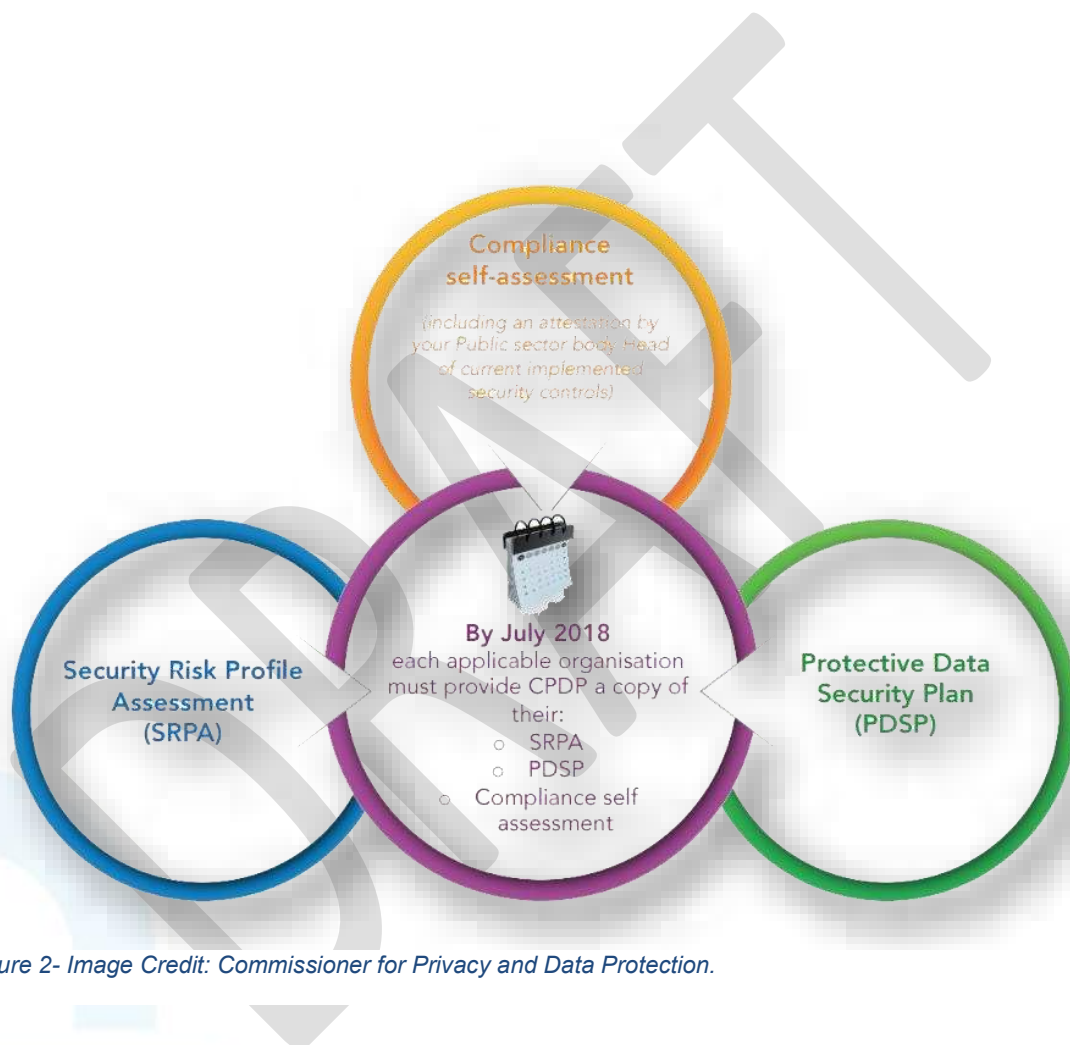 Compliance
self-assessment
(including an attestation by
your Public sector body Head
of current implemented
security controls)
Security Risk Profile
Assessment
(SRPA)
By July 2018
each applicable organisation
must provide CPDP a copy of
their:
○ SRPA
○ PDSP
○ Compliance self
assessment
Protective Data
Security Plan
(PDSP)
DRAFT
ure 2- Image Credit: Commissioner for Privacy and Data Protection.